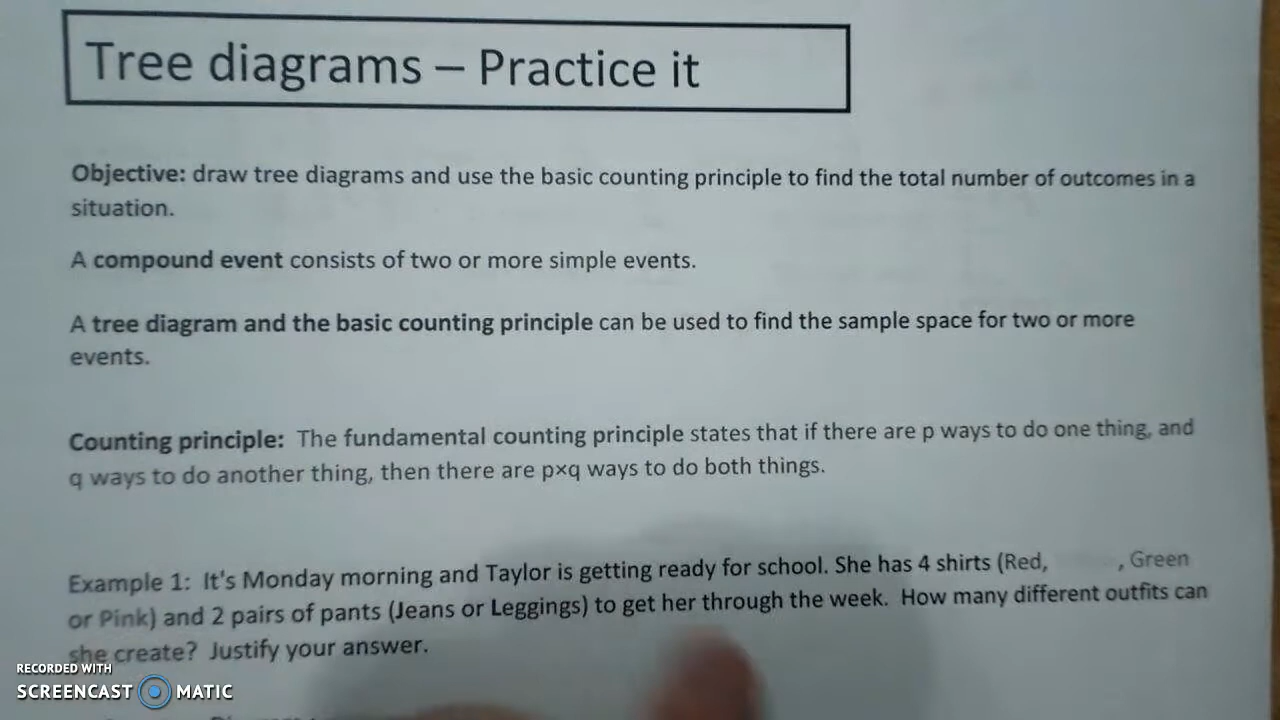 Tree diagrams – Practice it
Objective: draw tree diagrams and use the basic counting principle to find the total number of outcomes in a
situation.
A compound event consists of two or more simple events.
A tree diagram and the basic counting principle can be used to find the sample space for two or more
events.
Counting principle: The fundamental counting principle states that if there are p ways to do one thing, and
q ways to do another thing, then there are p×q ways to do both things.
Example 1: It's Monday morning and Taylor is getting ready for school. She has 4 shirts (Red, , Green
or Pink) and 2 pairs of pants (Jeans or Leggings) to get her through the week. How many different outfits can
she create? Justify your answer.
RECORDED WITH
SCREENCAST MATIC